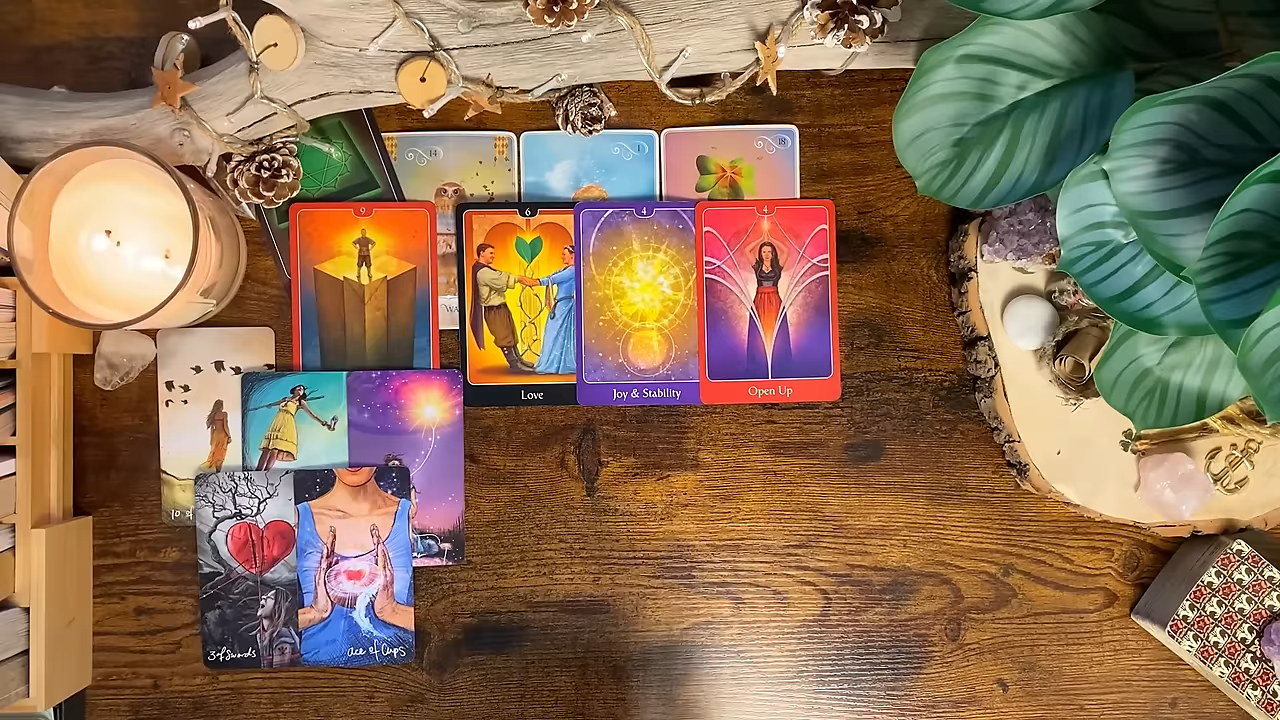 14
1
18
9
6
4
4
WA
Love
Joy & Stability
Open Up
10
3 of Swords
ace of Cups